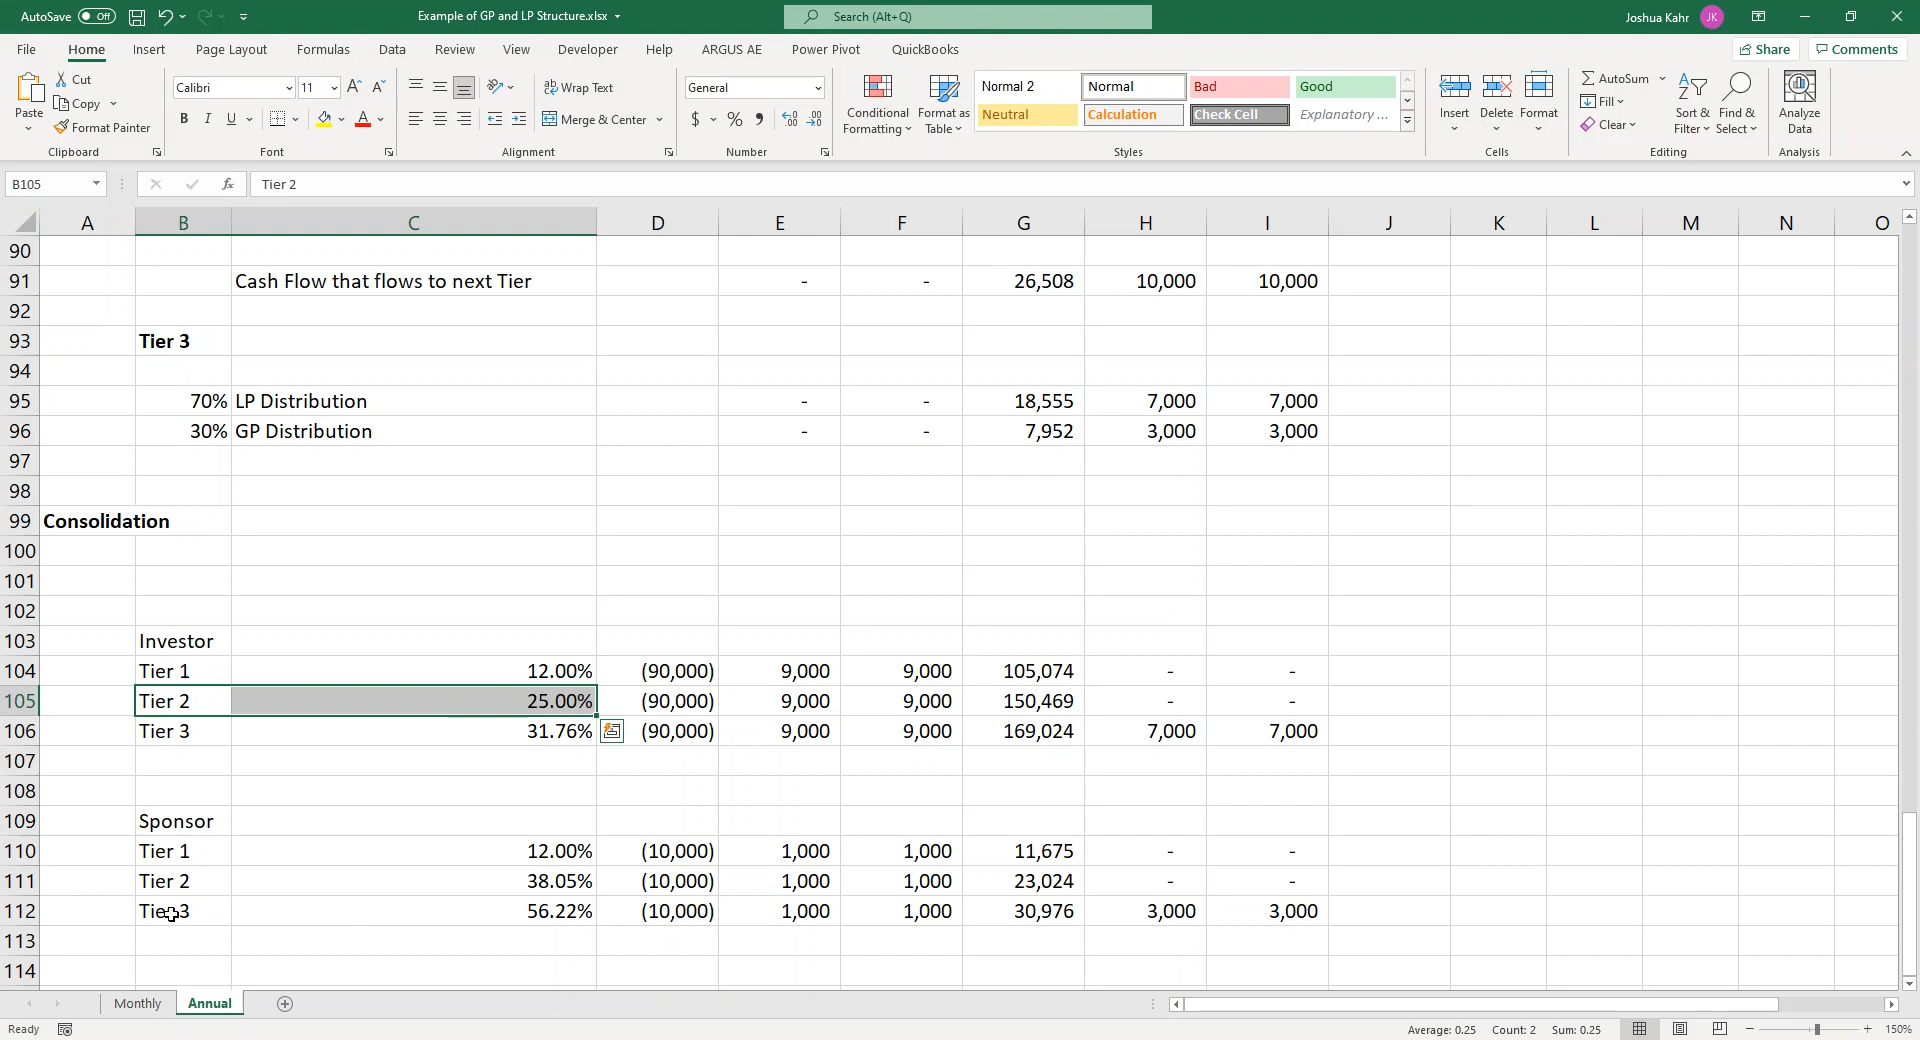 AutoSave Off Example of GP and LP Structure.xlsx Search (Alt+Q) Joshua Kahr JK
File Home Insert Page Layout Formulas Data Review View Developer Help ARGUS AE Power Pivot QuickBooks Share Comments
Paste
Cut
Copy
Format Painter
Clipboard
Calibri 11
B I U
Font
Wrap Text
Merge & Center
Alignment
General
$ %
Number
Conditional Formatting
Format as Table
Normal 2 Normal Bad Good
Neutral Calculation Check Cell Explanatory ...
Styles
Insert Delete Format
Cells
AutoSum
Fill
Clear
Sort & Filter
Find & Select
Editing
Analyze Data
Analysis
B105 fx Tier 2
A B C D E F G H I J K L M N O
90
91 Cash Flow that flows to next Tier - - 26,508 10,000 10,000
92
93 Tier 3
94
95 70% LP Distribution - - 18,555 7,000 7,000
96 30% GP Distribution - - 7,952 3,000 3,000
97
98
99 Consolidation
100
101
102
103 Investor
104 Tier 1 12.00% (90,000) 9,000 9,000 105,074 - -
105 Tier 2 25.00% (90,000) 9,000 9,000 150,469 - -
106 Tier 3 31.76% (90,000) 9,000 9,000 169,024 7,000 7,000
107
108
109 Sponsor
110 Tier 1 12.00% (10,000) 1,000 1,000 11,675 - -
111 Tier 2 38.05% (10,000) 1,000 1,000 23,024 - -
112 Tier 3 56.22% (10,000) 1,000 1,000 30,976 3,000 3,000
113
114
Monthly Annual
Ready Average: 0.25 Count: 2 Sum: 0.25 150%